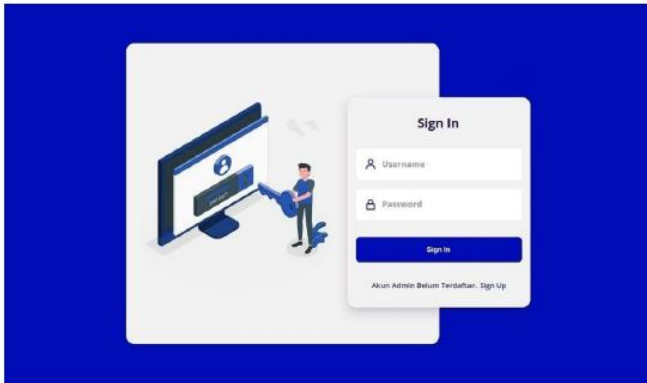 Sign In
Username
Password
Sign In
Akun Admin Belum Terdaftar. Sign Up